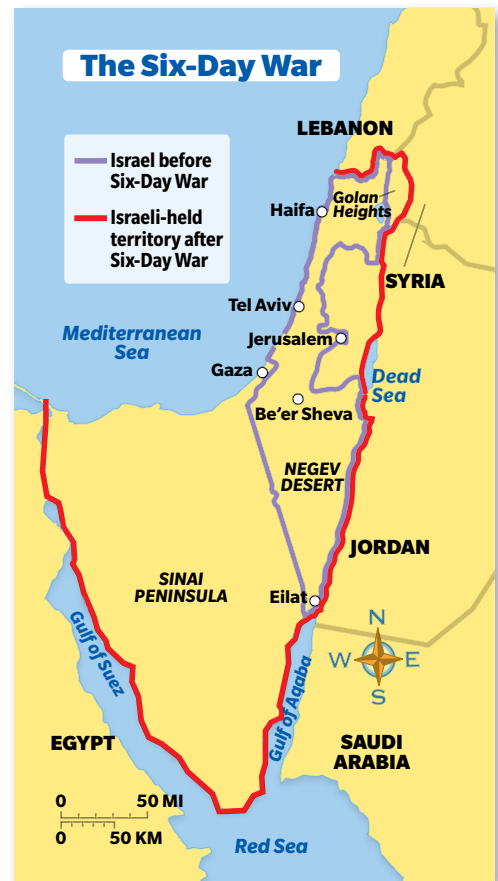 The Six-Day War
Israel before
Six-Day War
Israeli-held
territory after
Six-Day War
LEBANON
Golan
Heights
Haifa
SYRIA
Tel Aviv
Mediterranean
Sea
Jerusalem
Gaza
Dead
Sea
Be'er Sheva
NEGEV
DESERT
JORDAN
SINAI
PENINSULA
Eilat
N
W
E
S
Gulf of Suez
Gulf of Aqaba
EGYPT
SAUDI
ARABIA
0 50 MI
0 50 KM
Red Sea